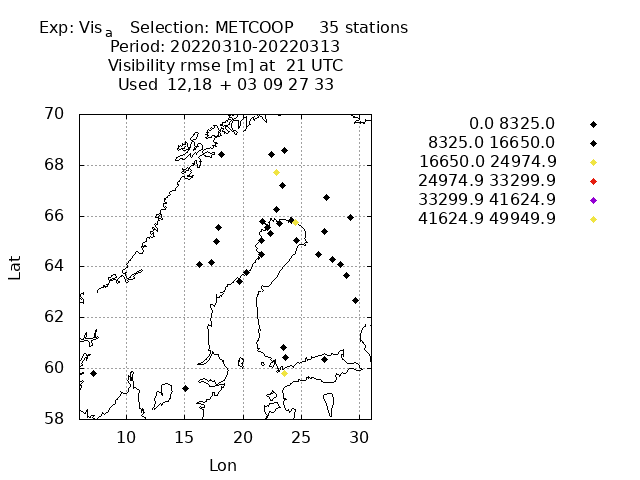 Exp: Vis a Selection: METCOOP 35 stations
Period: 20220310-20220313
Visibility rmse [m] at 21 UTC
Used 12,18 + 03 09 27 33
0.0 8325.0
8325.0 16650.0
16650.0 24974.9
24974.9 33299.9
33299.9 41624.9
41624.9 49949.9
70
68
66
64
62
60
58
Lat
10 15 20 25 30
Lon